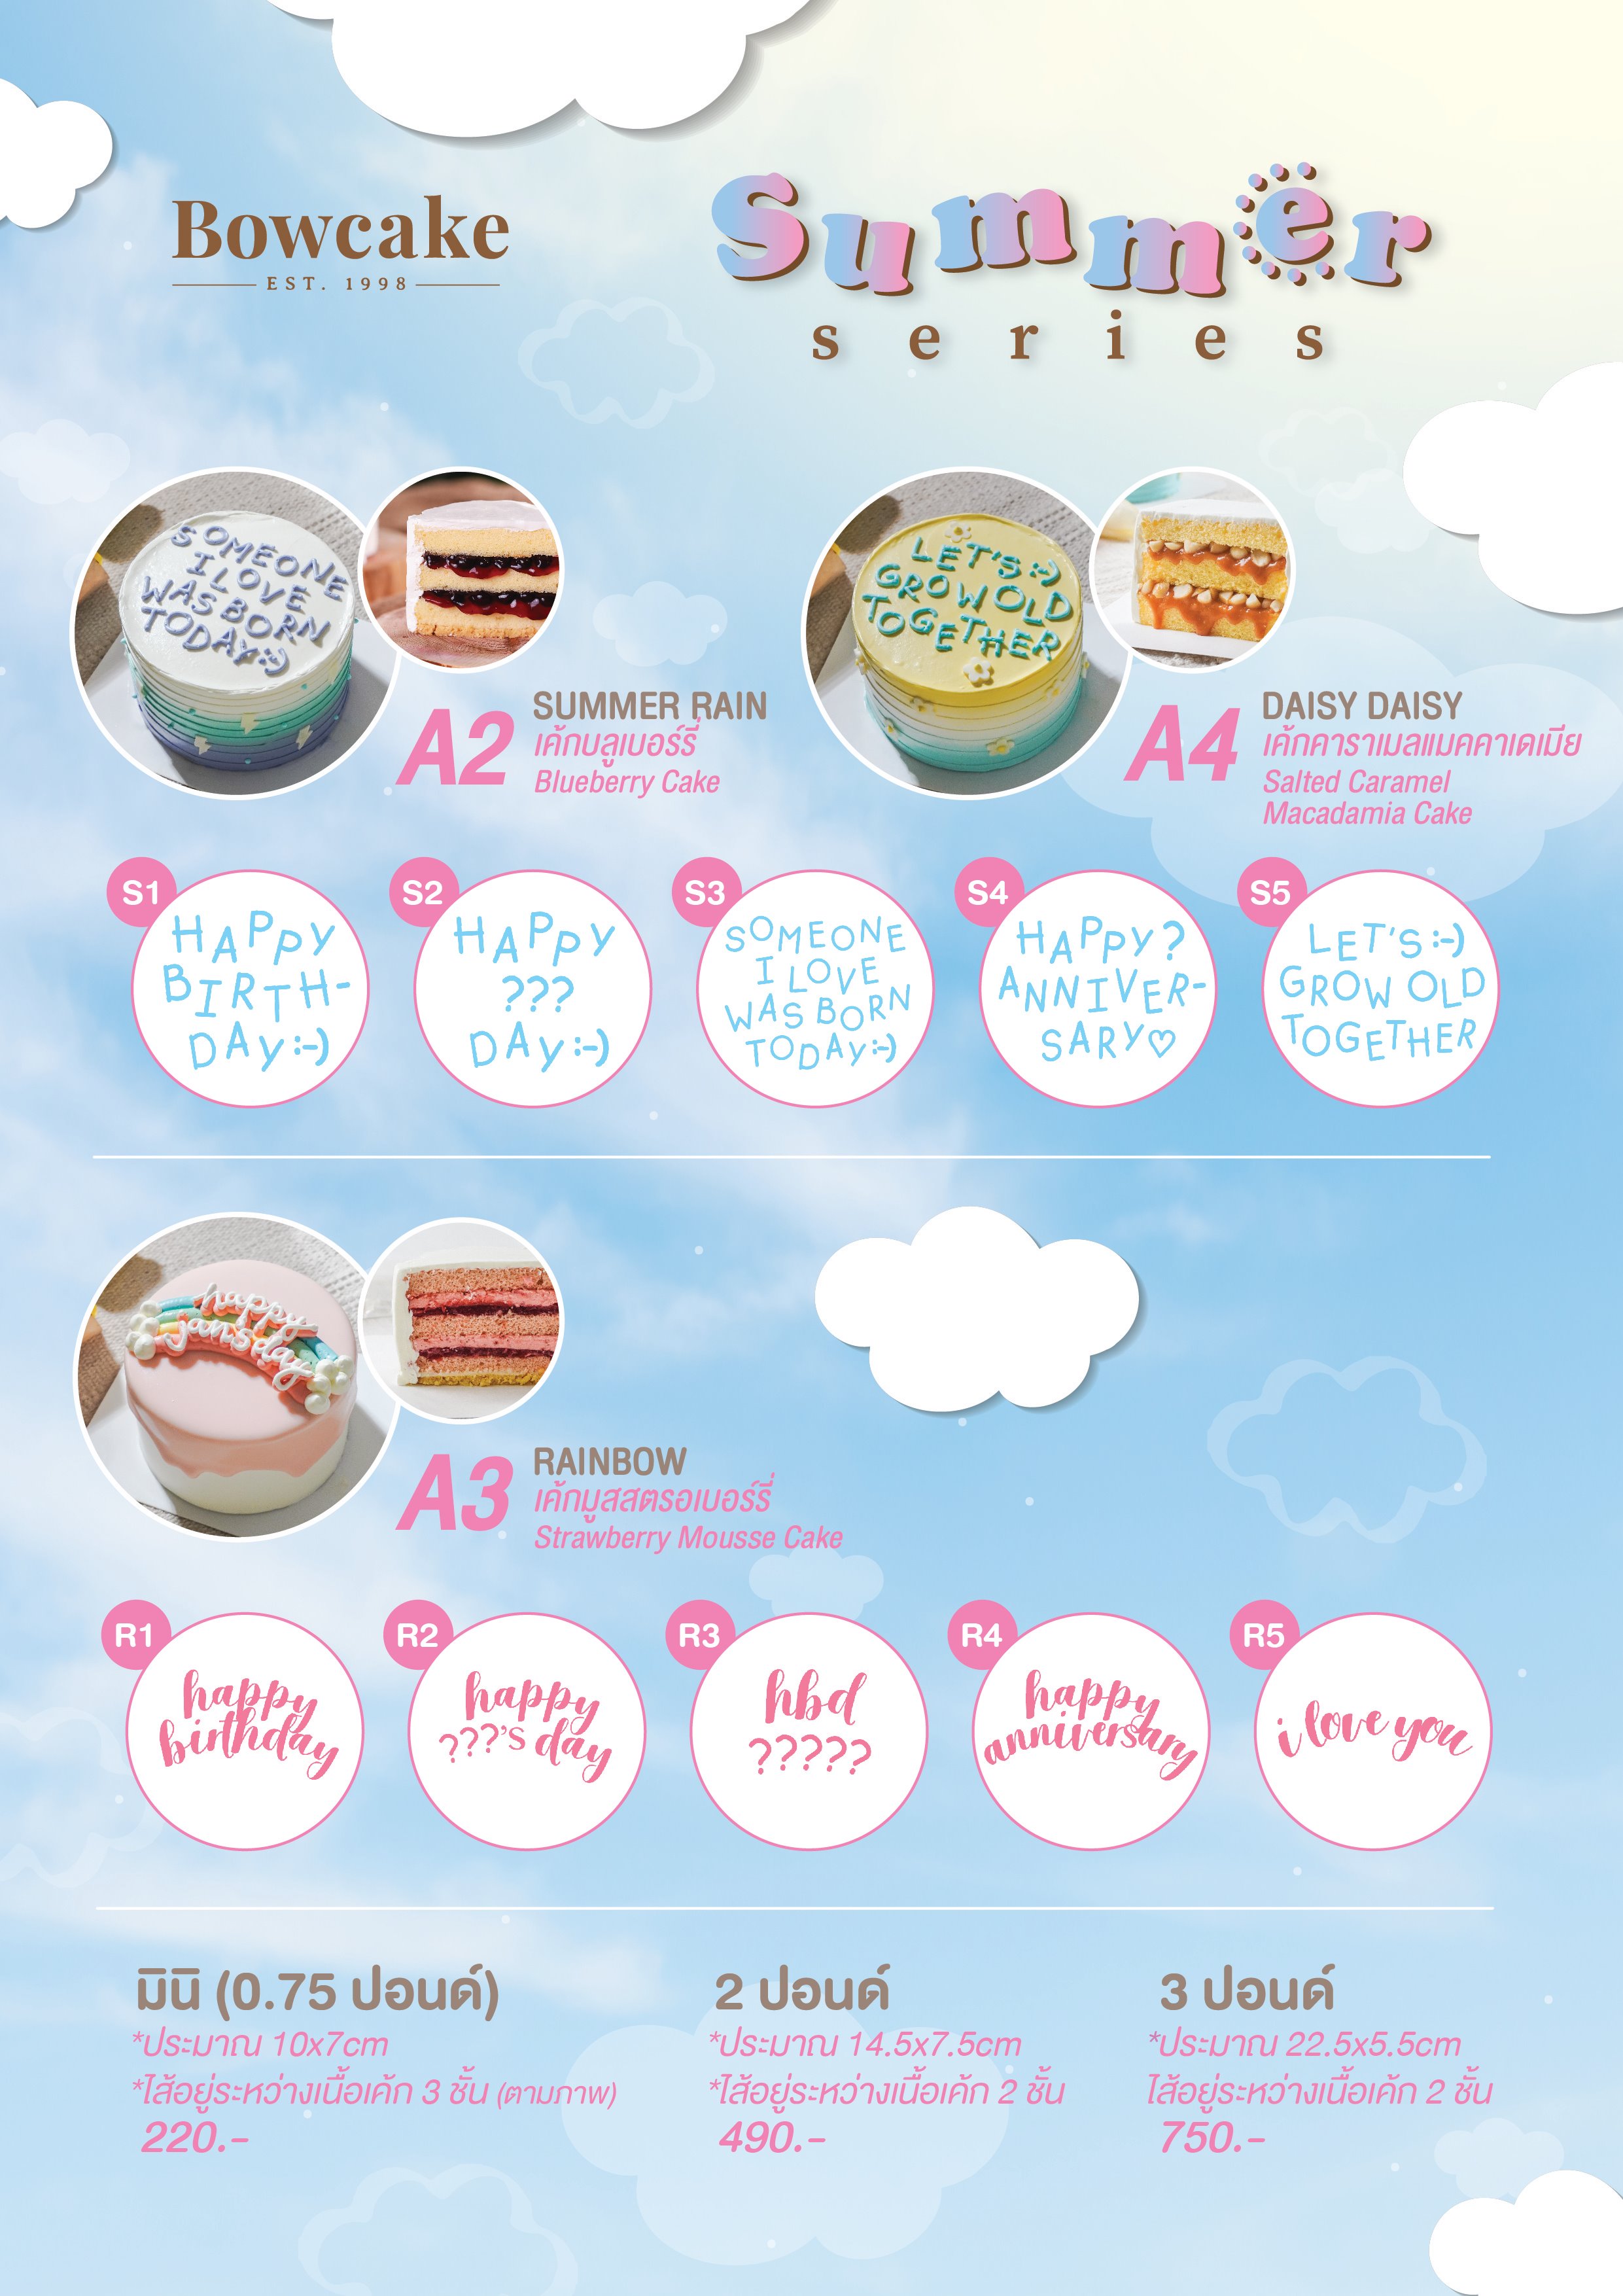 Bowcake
EST. 1998
Summer
series
SOMEONE
I LOVE
WAS BORN
TODAY:-)
LET'S:-)
GROW OLD
TOGETHER
A2
SUMMER RAIN
เค้กบลูเบอร์รี่
Blueberry Cake
A4
DAISY DAISY
เค้กคาราเมลแมคคาเดเมีย
Salted Caramel
Macadamia Cake
S1
HAPPY
BIRTH-
DAY:-)
S2
HAPPY
???
DAY:-)
S3
SOMEONE
I LOVE
WAS BORN
TODAY:-)
S4
HAPPY?
ANNIVER-
SARY♡
S5
LET'S:-)
GROW OLD
TOGETHER
happy
jansday
A3
RAINBOW
เค้กมูสสตรอเบอร์รี่
Strawberry Mousse Cake
R1
happy
birthday
R2
happy
???'s day
R3
hbd
?????
R4
happy
anniversary
R5
i love you
มินิ (0.75 ปอนด์)
*ประมาณ 10x7cm
*ไส้อยู่ระหว่างเนื้อเค้ก 3 ชั้น (ตามภาพ)
220.-
2 ปอนด์
*ประมาณ 14.5x7.5cm
*ไส้อยู่ระหว่างเนื้อเค้ก 2 ชั้น
490.-
3 ปอนด์
*ประมาณ 22.5x5.5cm
ไส้อยู่ระหว่างเนื้อเค้ก 2 ชั้น
750.-